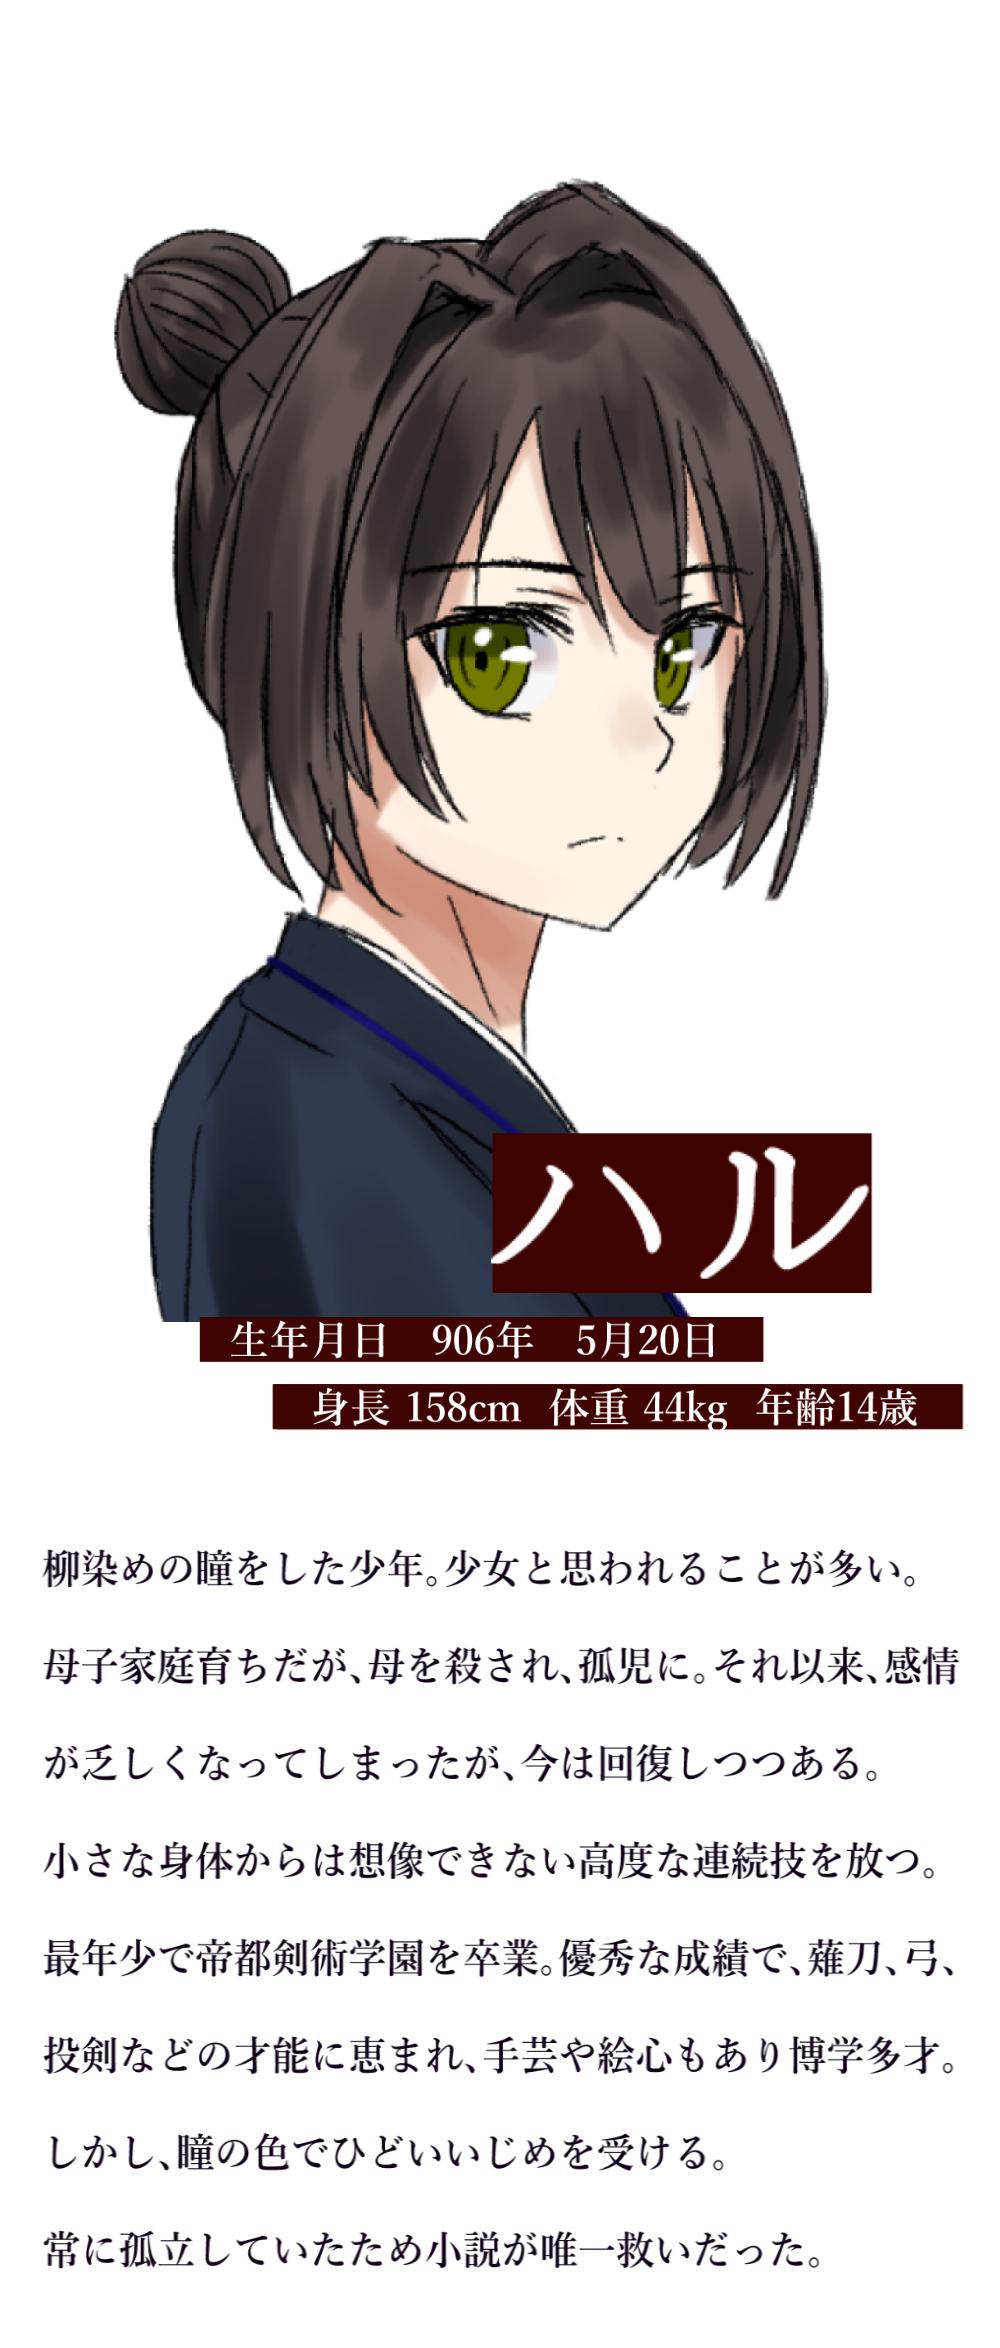 ハル
生年月日　906年　5月20日
身長 158cm 体重 44kg 年齢14歳
柳染めの瞳をした少年。少女と思われることが多い。
母子家庭育ちだが、母を殺され、孤児に。それ以来、感情
が乏しくなってしまったが、今は回復しつつある。
小さな身体からは想像できない高度な連続技を放つ。
最年少で帝都剣術学園を卒業。優秀な成績で、薙刀、弓、
投剣などの才能に恵まれ、手芸や絵心もあり博学多才。
しかし、瞳の色でひどいいじめを受ける。
常に孤立していたため小説が唯一救いだった。